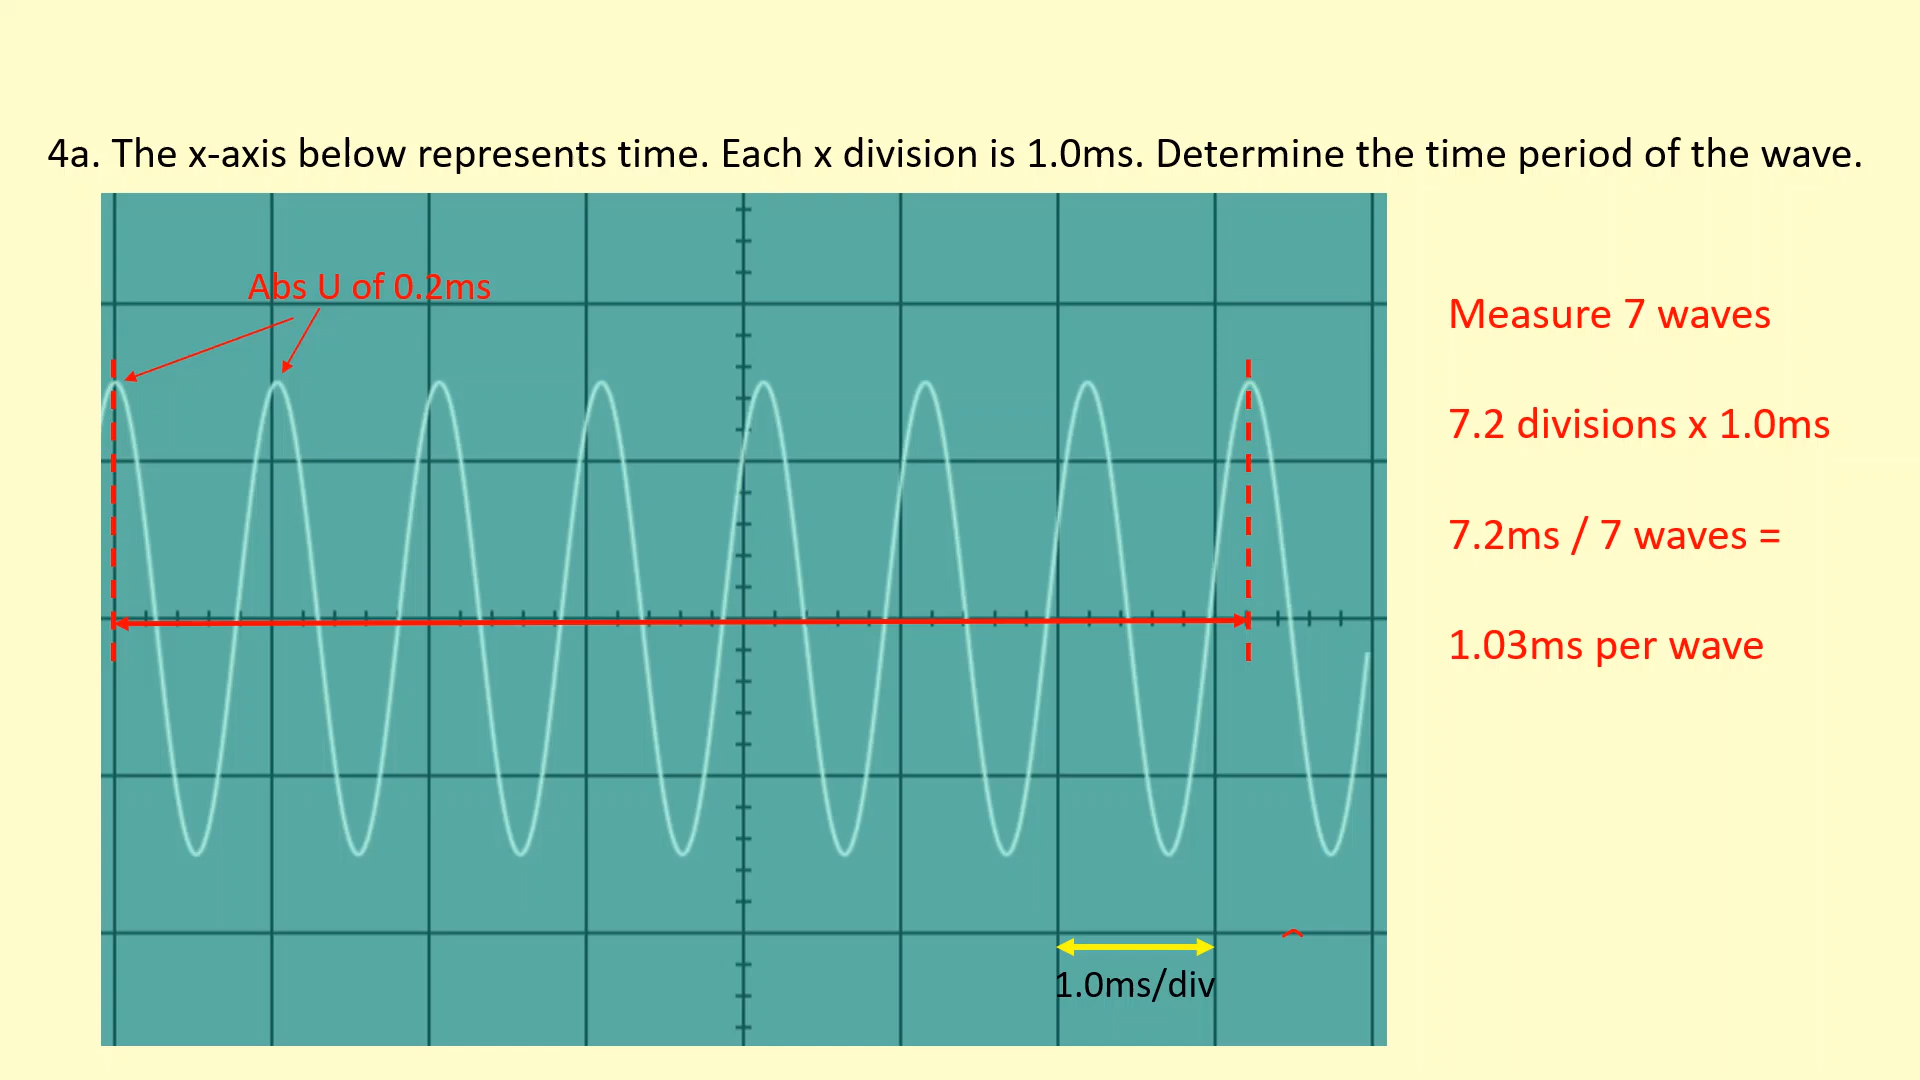 4a. The x-axis below represents time. Each x division is 1.0ms. Determine the time period of the wave.
Abs U of 0.2ms
Measure 7 waves
7.2 divisions x 1.0ms
7.2ms / 7 waves =
1.03ms per wave
1.0ms/div